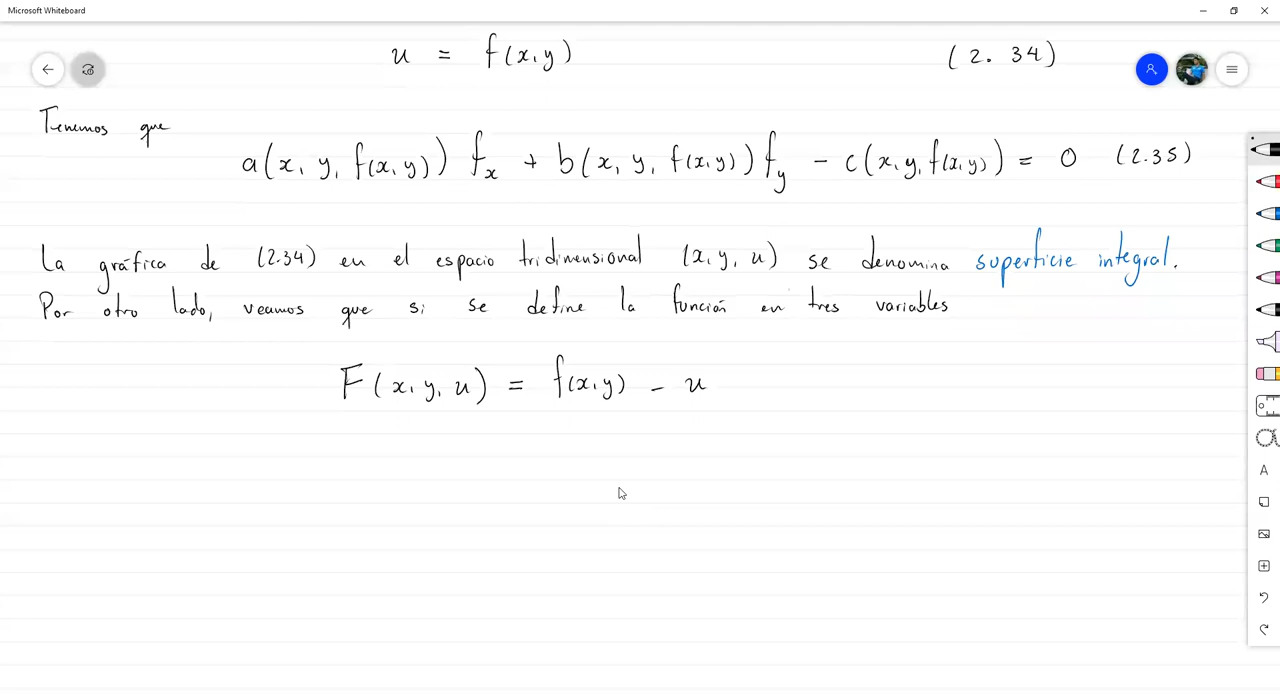 Microsoft Whiteboard
u = f(x,y) (2.34)
Tenemos que
a(x, y, f(x,y)) f_x + b(x, y, f(x,y)) f_y - c(x,y,f(x,y)) = 0 (2.35)
La gráfica de (2.34) en el espacio tridimensional (x, y, u) se denomina superficie integral.
Por otro lado, veamos que si se define la función en tres variables
F(x, y, u) = f(x,y) - u
A